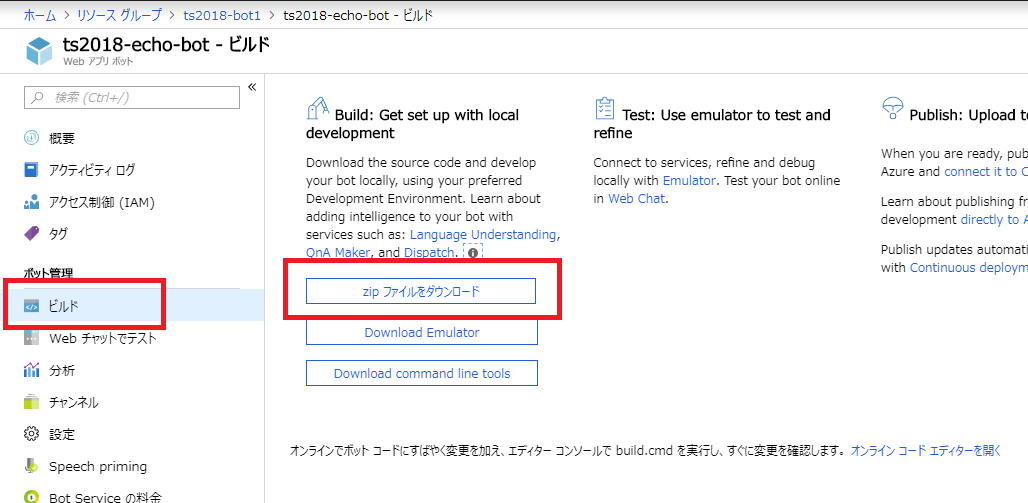 ホーム > リソース グループ > ts2018-bot1 > ts2018-echo-bot - ビルド
ts2018-echo-bot - ビルド
Web アプリ ボット
検索 (Ctrl+/)
«
概要
アクティビティ ログ
アクセス制御 (IAM)
タグ
ボット管理
ビルド
Web チャットでテスト
分析
チャンネル
設定
Speech priming
Bot Service の料金
Build: Get set up with local
development
Download the source code and develop
your bot locally, using your preferred
Development Environment. Learn about
adding intelligence to your bot with
services such as: Language Understanding,
QnA Maker, and Dispatch.
zip ファイルをダウンロード
Download Emulator
Download command line tools
Test: Use emulator to test and
refine
Connect to services, refine and debug
locally with Emulator. Test your bot online
in Web Chat.
Publish: Upload to
When you are ready, pub
Azure and connect it to C
Learn about publishing fr
development directly to A
Publish updates automati
with Continuous deploym
オンラインでボット コードにすばやく変更を加え、エディター コンソールで build.cmd を実行し、すぐに変更を確認します。 オンライン コード エディターを開く